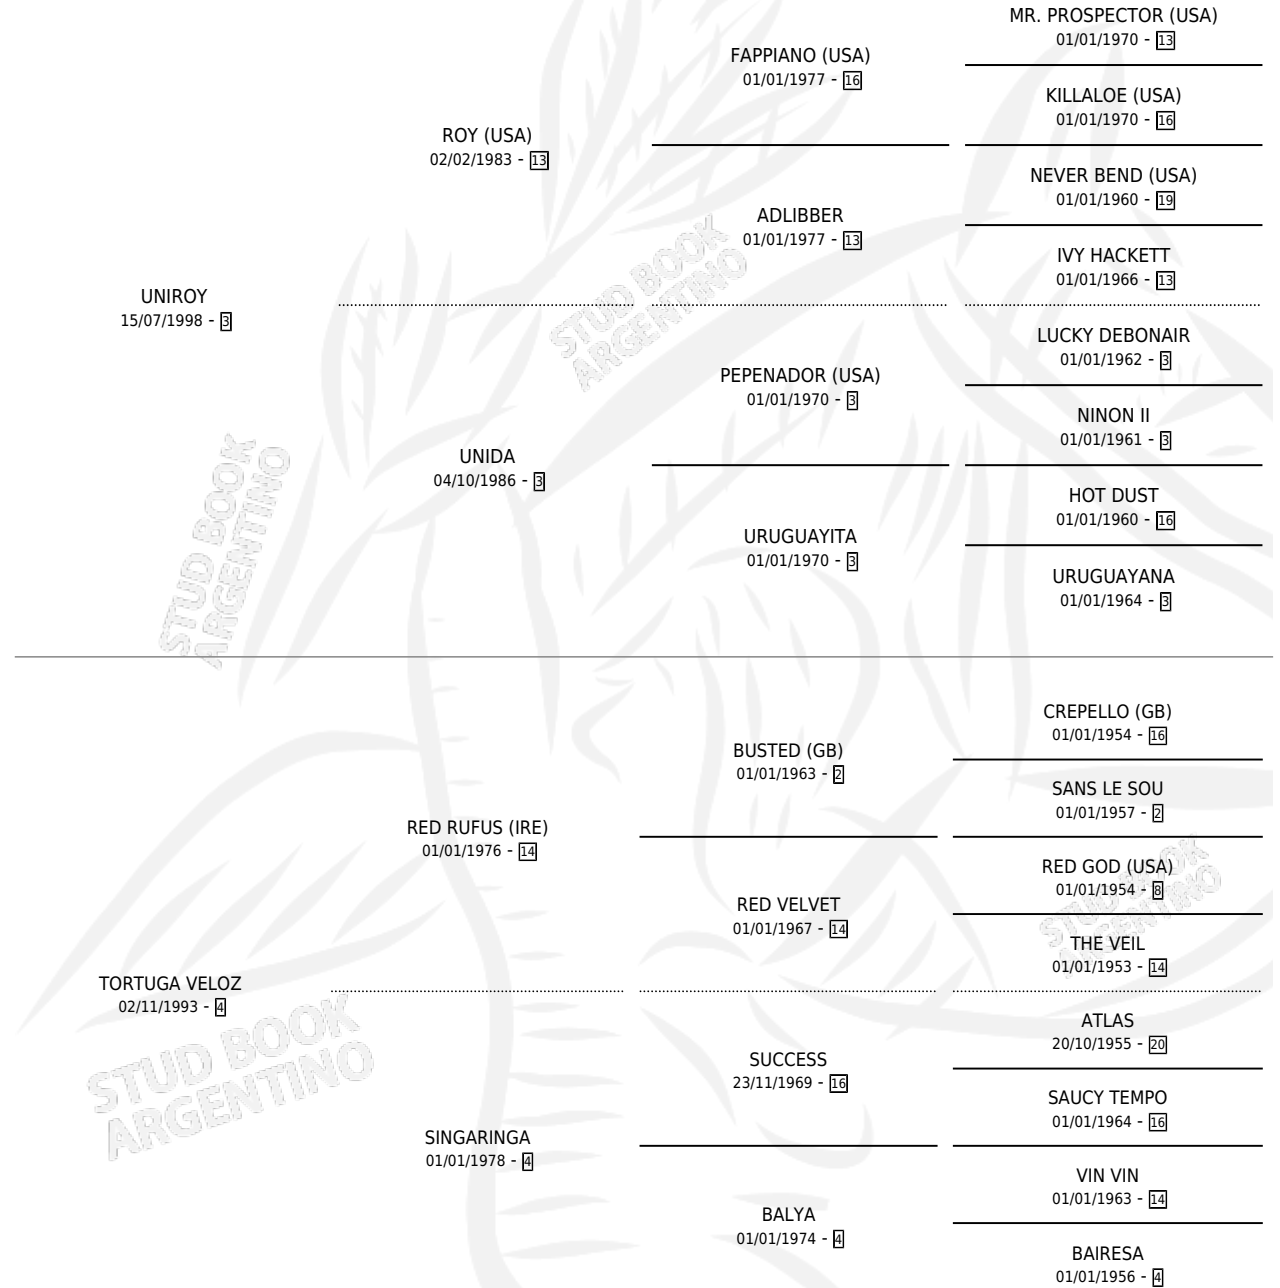 MR. PROSPECTOR (USA)
01/01/1970 - 13
FAPPIANO (USA)
01/01/1977 - 16
KILLALOE (USA)
01/01/1970 - 16
ROY (USA)
02/02/1983 - 13
NEVER BEND (USA)
01/01/1960 - 19
ADLIBBER
01/01/1977 - 13
IVY HACKETT
01/01/1966 - 13
UNIROY
15/07/1998 - 3
STUD BOOK
ARGENTINO
LUCKY DEBONAIR
01/01/1962 - 3
PEPENADOR (USA)
01/01/1970 - 3
NINON II
01/01/1961 - 3
UNIDA
04/10/1986 - 3
HOT DUST
01/01/1960 - 16
URUGUAYITA
01/01/1970 - 3
URUGUAYANA
01/01/1964 - 3
STUD BOOK
ARGENTINO
CREPELLO (GB)
01/01/1954 - 16
BUSTED (GB)
01/01/1963 - 2
SANS LE SOU
01/01/1957 - 2
RED RUFUS (IRE)
01/01/1976 - 14
RED GOD (USA)
01/01/1954 - 8
RED VELVET
01/01/1967 - 14
THE VEIL
01/01/1953 - 14
STUD BOOK
ARGENTINO
TORTUGA VELOZ
02/11/1993 - 4
ATLAS
20/10/1955 - 20
SUCCESS
23/11/1969 - 16
SAUCY TEMPO
01/01/1964 - 16
STUD BOOK
ARGENTINO
SINGARINGA
01/01/1978 - 4
VIN VIN
01/01/1963 - 14
BALYA
01/01/1974 - 4
BAIRESA
01/01/1956 - 4